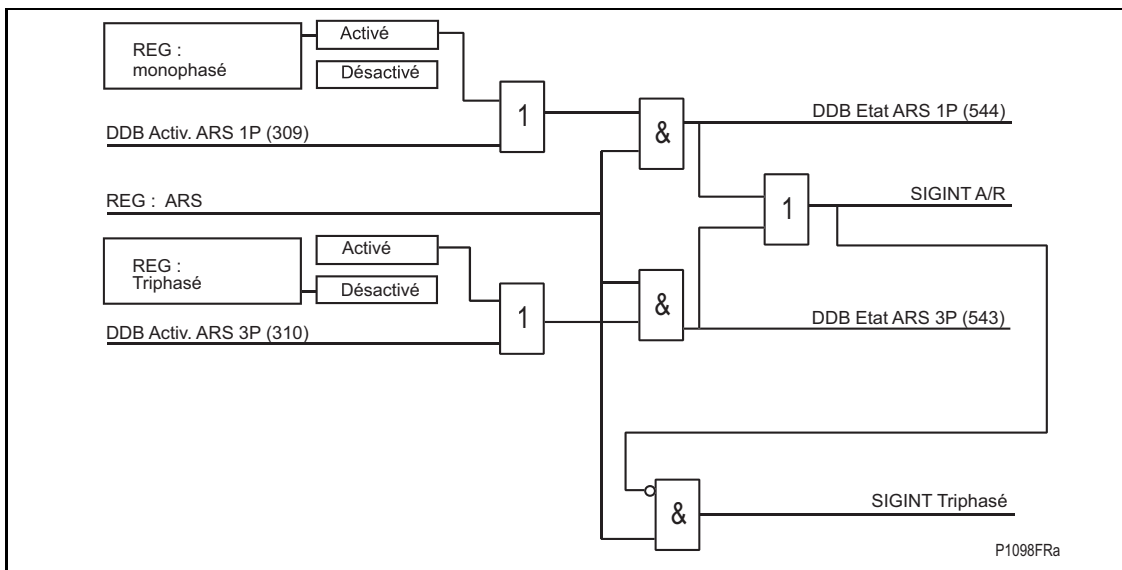 REG :
monophasé
Activé
Désactivé
DDB Activ. ARS 1P (309)
1
&
DDB Etat ARS 1P (544)
REG : ARS
1
SIGINT A/R
REG :
Triphasé
Activé
Désactivé
DDB Activ. ARS 3P (310)
1
&
DDB Etat ARS 3P (543)
&
SIGINT Triphasé
P1098FRa